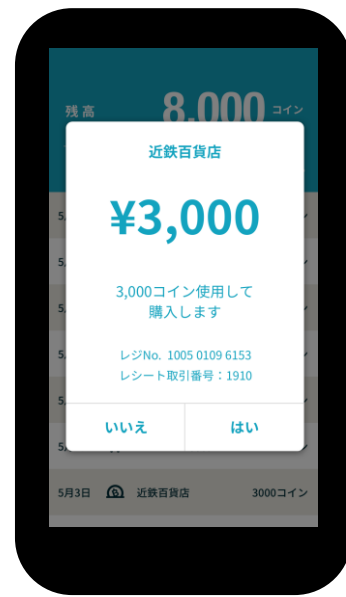 残高 8,000 コイン
近鉄百貨店
¥3,000
3,000コイン使用して
購入します
レジNo. 1005 0109 6153
レシート取引番号：1910
いいえ はい
5月3日 近鉄百貨店 3000コイン